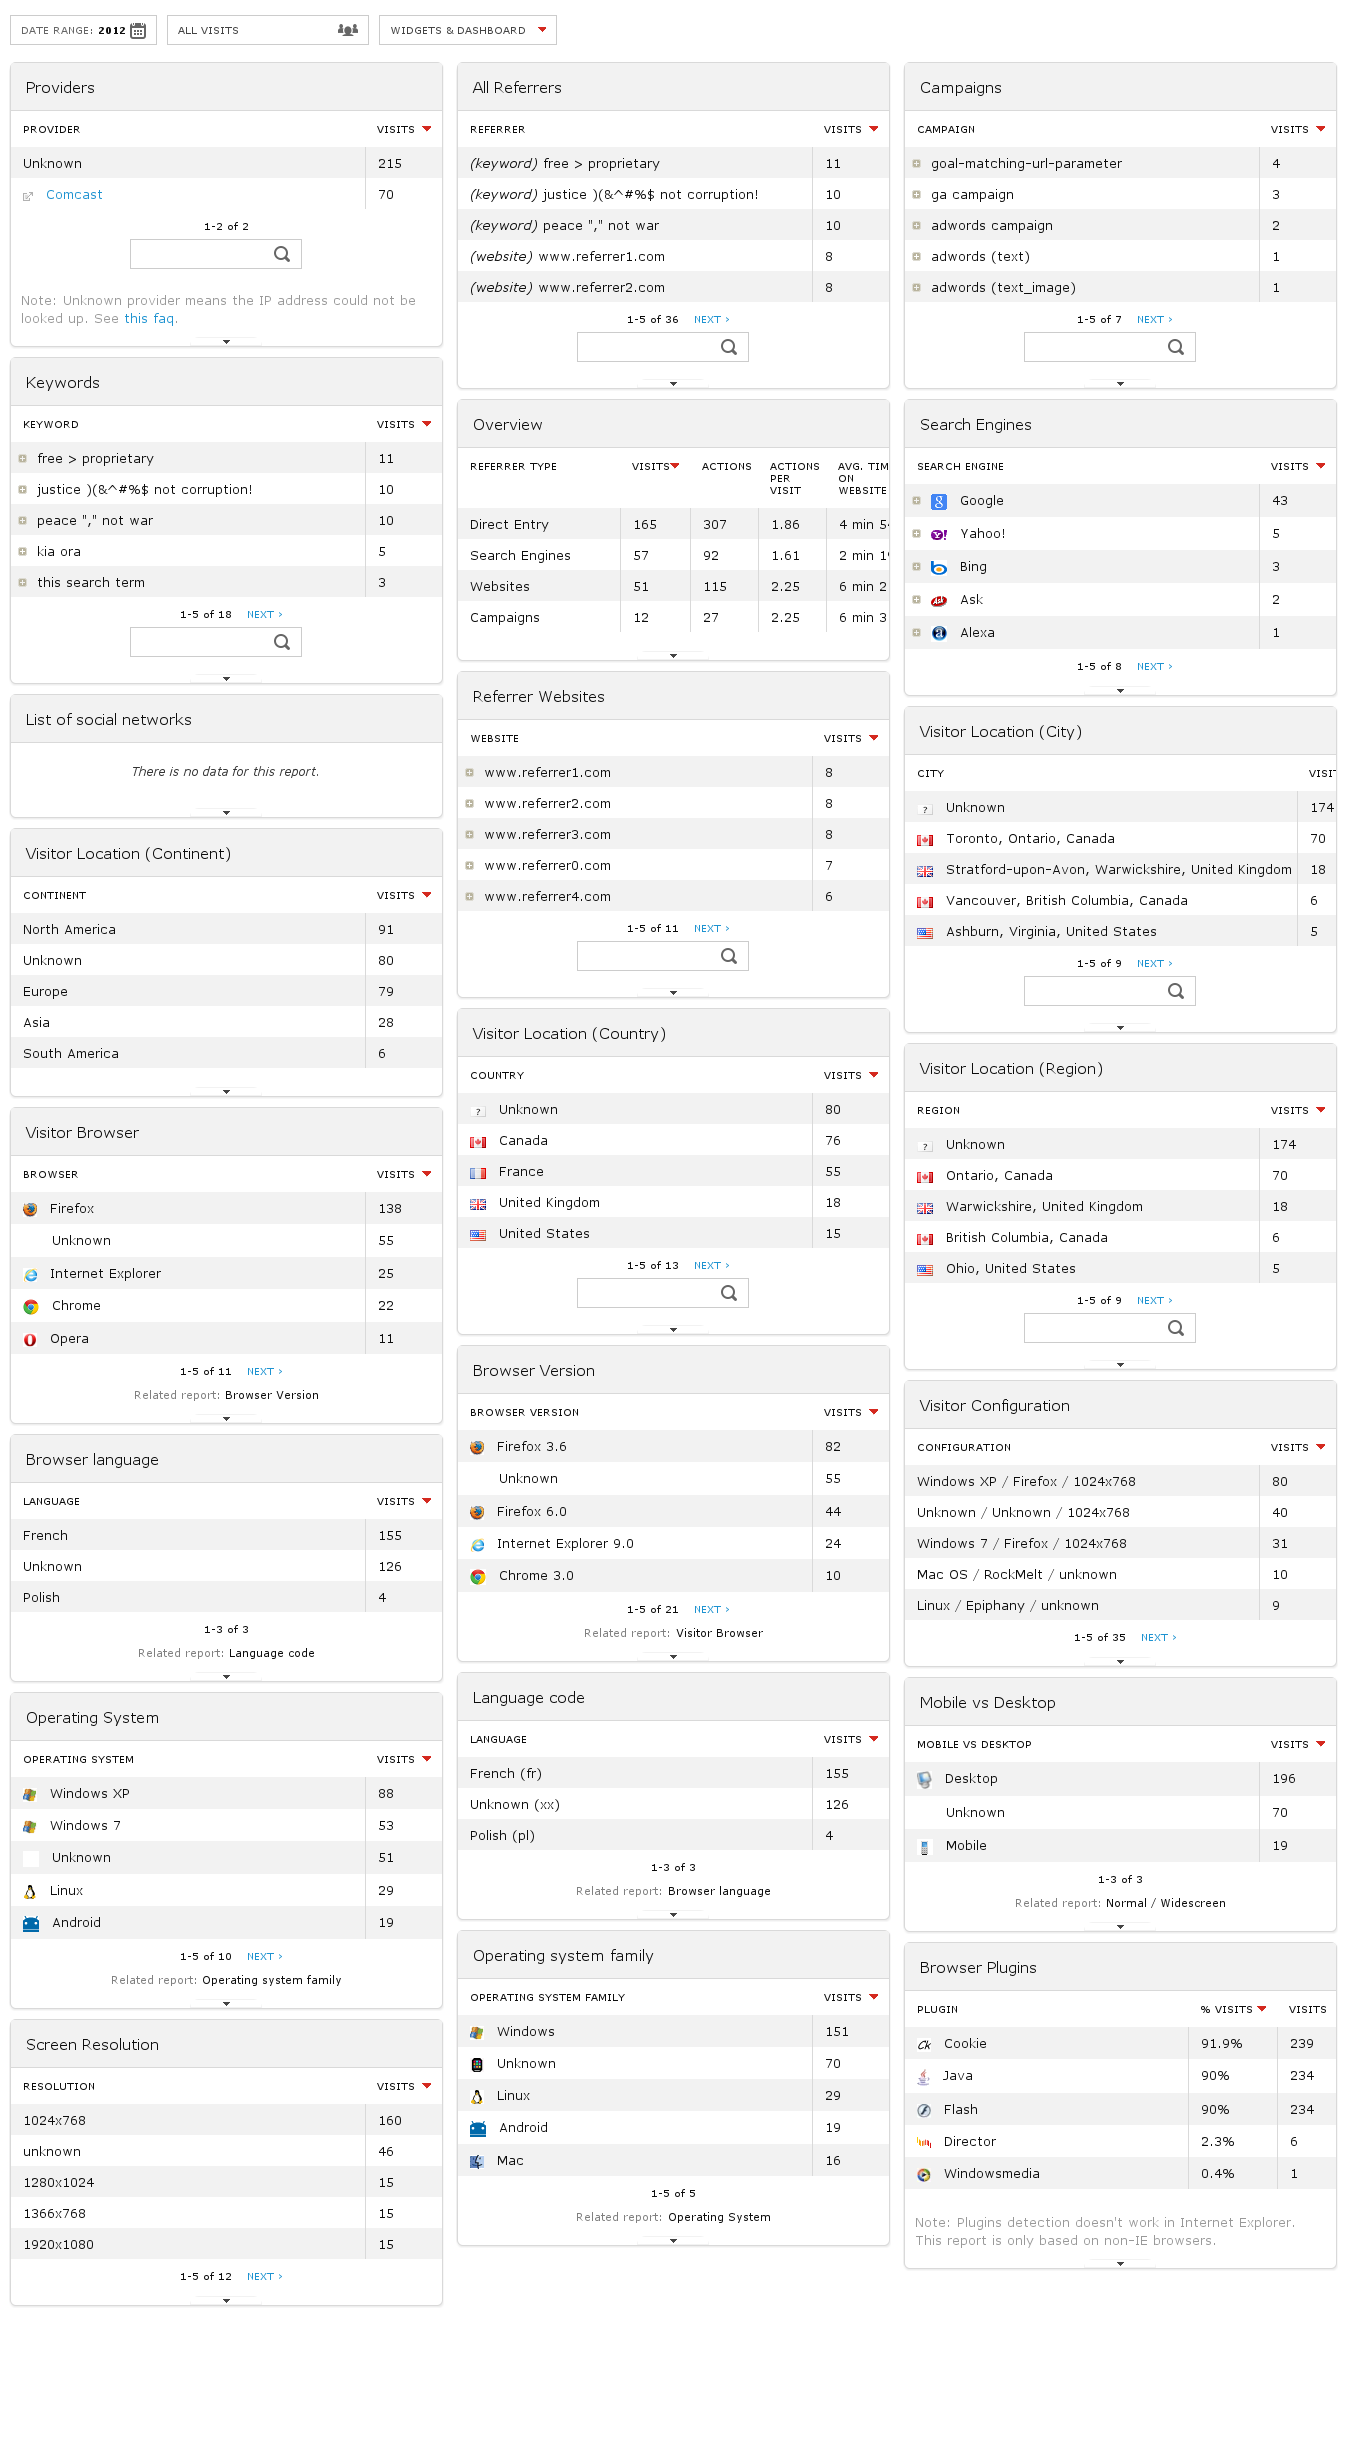 DATE RANGE: 2012
ALL VISITS
WIDGETS & DASHBOARD
Providers
PROVIDER VISITS
Unknown 215
Comcast 70
1-2 of 2
Note: Unknown provider means the IP address could not be
looked up. See this faq.
Keywords
KEYWORD VISITS
free > proprietary 11
justice )(&^#%$ not corruption! 10
peace "," not war 10
kia ora 5
this search term 3
1-5 of 18 NEXT ›
List of social networks
There is no data for this report.
Visitor Location (Continent)
CONTINENT VISITS
North America 91
Unknown 80
Europe 79
Asia 28
South America 6
Visitor Browser
BROWSER VISITS
Firefox 138
Unknown 55
Internet Explorer 25
Chrome 22
Opera 11
1-5 of 11 NEXT ›
Related report: Browser Version
Browser language
LANGUAGE VISITS
French 155
Unknown 126
Polish 4
1-3 of 3
Related report: Language code
Operating System
OPERATING SYSTEM VISITS
Windows XP 88
Windows 7 53
Unknown 51
Linux 29
Android 19
1-5 of 10 NEXT ›
Related report: Operating system family
Screen Resolution
RESOLUTION VISITS
1024x768 160
unknown 46
1280x1024 15
1366x768 15
1920x1080 15
1-5 of 12 NEXT ›
All Referrers
REFERRER VISITS
(keyword) free > proprietary 11
(keyword) justice )(&^#%$ not corruption! 10
(keyword) peace "," not war 10
(website) www.referrer1.com 8
(website) www.referrer2.com 8
1-5 of 36 NEXT ›
Overview
REFERRER TYPE VISITS ACTIONS ACTIONS AVG. TIM
PER ON
VISIT WEBSITE
Direct Entry 165 307 1.86 4 min 5
Search Engines 57 92 1.61 2 min 1
Websites 51 115 2.25 6 min 2
Campaigns 12 27 2.25 6 min 3
Referrer Websites
WEBSITE VISITS
www.referrer1.com 8
www.referrer2.com 8
www.referrer3.com 8
www.referrer0.com 7
www.referrer4.com 6
1-5 of 11 NEXT ›
Visitor Location (Country)
COUNTRY VISITS
? Unknown 80
Canada 76
France 55
United Kingdom 18
United States 15
1-5 of 13 NEXT ›
Browser Version
BROWSER VERSION VISITS
Firefox 3.6 82
Unknown 55
Firefox 6.0 44
Internet Explorer 9.0 24
Chrome 3.0 10
1-5 of 21 NEXT ›
Related report: Visitor Browser
Language code
LANGUAGE VISITS
French (fr) 155
Unknown (xx) 126
Polish (pl) 4
1-3 of 3
Related report: Browser language
Operating system family
OPERATING SYSTEM FAMILY VISITS
Windows 151
Unknown 70
Linux 29
Android 19
Mac 16
1-5 of 5
Related report: Operating System
Campaigns
CAMPAIGN VISITS
goal-matching-url-parameter 4
ga campaign 3
adwords campaign 2
adwords (text) 1
adwords (text_image) 1
1-5 of 7 NEXT ›
Search Engines
SEARCH ENGINE VISITS
Google 43
Yahoo! 5
Bing 3
Ask 2
Alexa 1
1-5 of 8 NEXT ›
Visitor Location (City)
CITY VISIT
? Unknown 174
Toronto, Ontario, Canada 70
Stratford-upon-Avon, Warwickshire, United Kingdom 18
Vancouver, British Columbia, Canada 6
Ashburn, Virginia, United States 5
1-5 of 9 NEXT ›
Visitor Location (Region)
REGION VISITS
? Unknown 174
Ontario, Canada 70
Warwickshire, United Kingdom 18
British Columbia, Canada 6
Ohio, United States 5
1-5 of 9 NEXT ›
Visitor Configuration
CONFIGURATION VISITS
Windows XP / Firefox / 1024x768 80
Unknown / Unknown / 1024x768 40
Windows 7 / Firefox / 1024x768 31
Mac OS / RockMelt / unknown 10
Linux / Epiphany / unknown 9
1-5 of 35 NEXT ›
Mobile vs Desktop
MOBILE VS DESKTOP VISITS
Desktop 196
Unknown 70
Mobile 19
1-3 of 3
Related report: Normal / Widescreen
Browser Plugins
PLUGIN % VISITS VISITS
Cookie 91.9% 239
Java 90% 234
Flash 90% 234
Director 2.3% 6
Windowsmedia 0.4% 1
Note: Plugins detection doesn't work in Internet Explorer.
This report is only based on non-IE browsers.